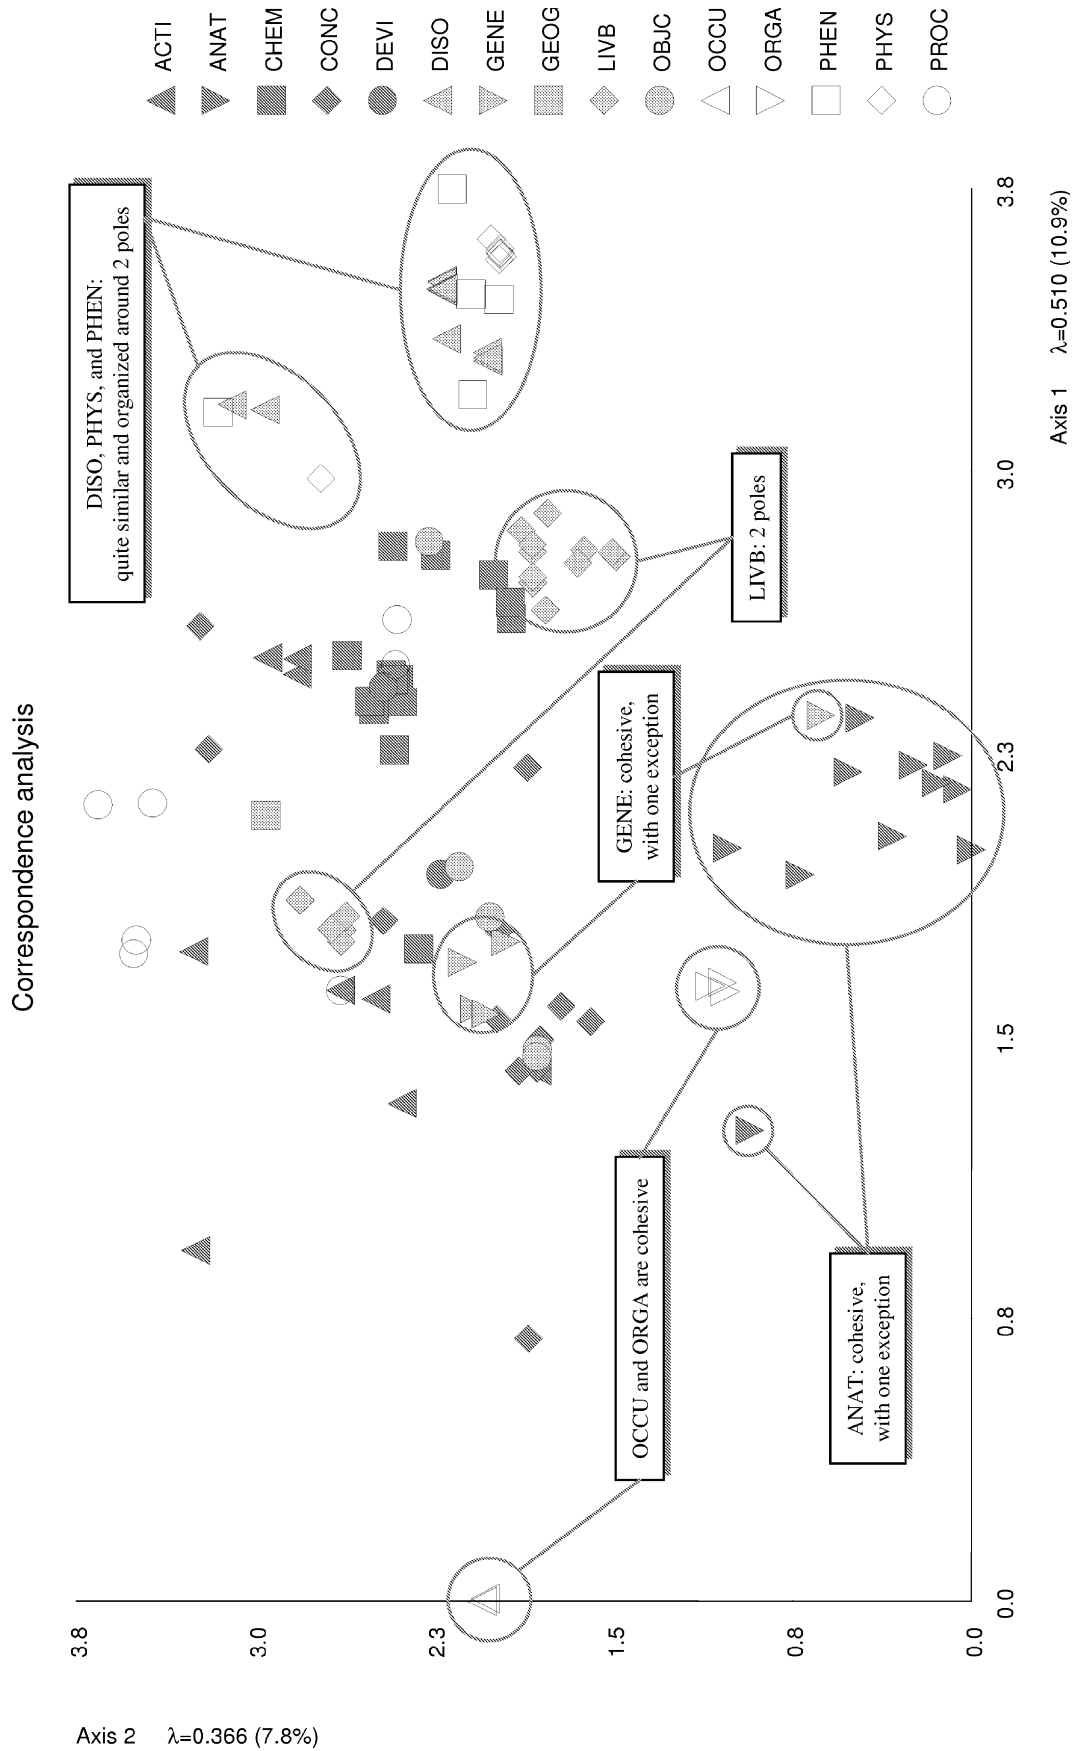 Correspondence analysis
Axis 2 λ=0.366 (7.8%)
3.8
3.0
2.3
1.5
0.8
0.0
0.0
0.8
1.5
2.3
3.0
3.8
Axis 1 λ=0.510 (10.9%)
DISO, PHYS, and PHEN:
quite similar and organized around 2 poles
LIVB: 2 poles
GENE: cohesive,
with one exception
OCCU and ORGA are cohesive
ANAT: cohesive,
with one exception
ACTI
ANAT
CHEM
CONC
DEVI
DISO
GENE
GEOG
LIVB
OBJC
OCCU
ORGA
PHEN
PHYS
PROC